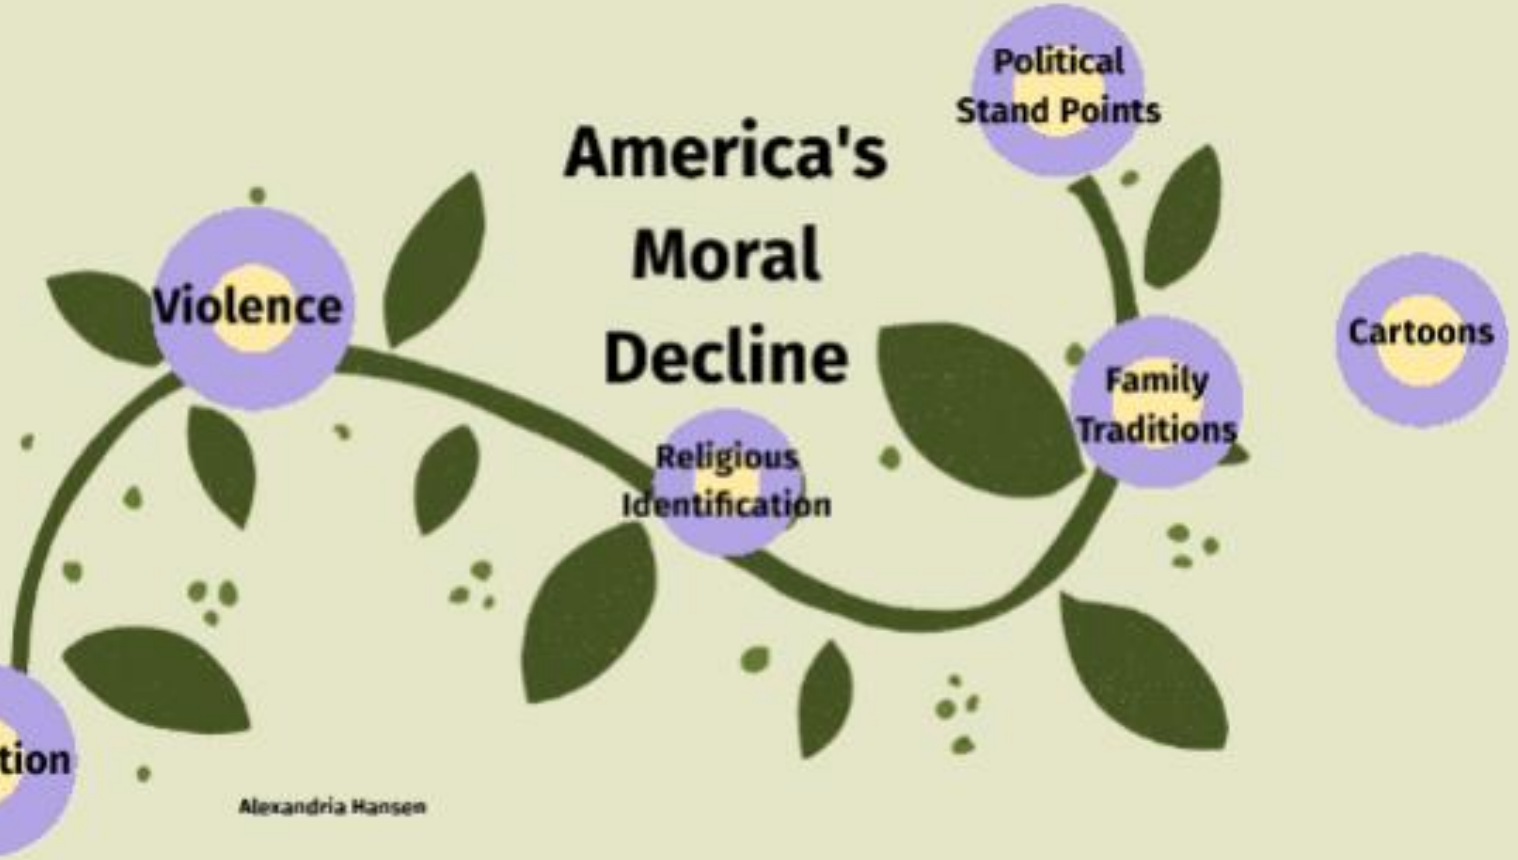 Political
Stand Points
America's
Moral
Decline
Violence
Cartoons
Family
Traditions
Religious
Identification
tion
Alexandria Hansen